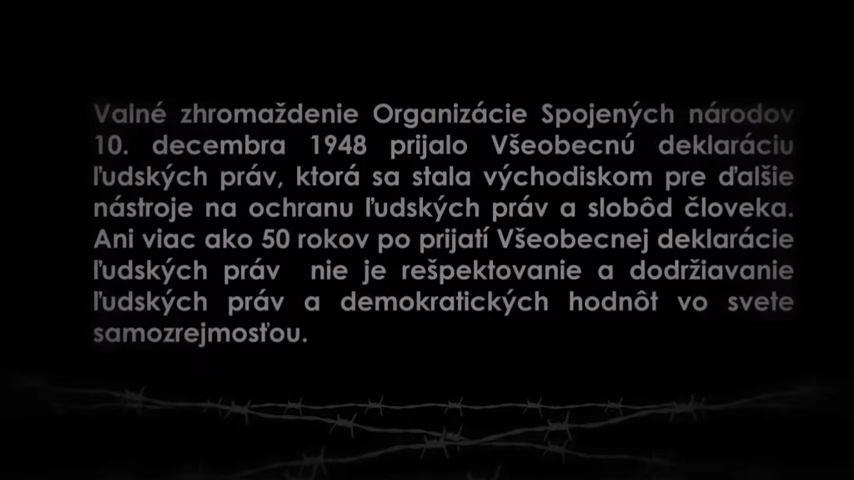 Valné zhromaždenie Organizácie Spojených národov
10. decembra 1948 prijalo Všeobecnú deklaráciu
ľudských práv, ktorá sa stala východiskom pre ďalšie
nástroje na ochranu ľudských práv a slobôd človeka.
Ani viac ako 50 rokov po prijatí Všeobecnej deklarácie
ľudských práv nie je rešpektovanie a dodržiavanie
ľudských práv a demokratických hodnôt vo svete
samozrejmosťou.